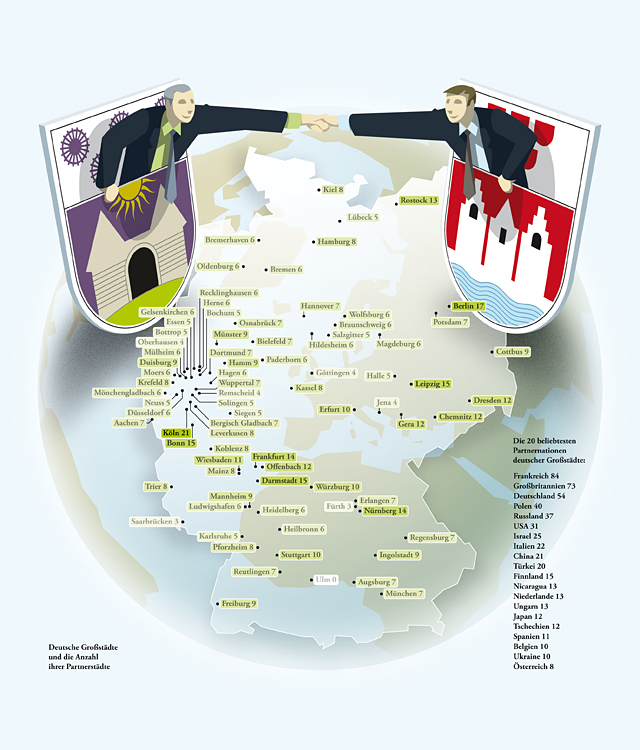 Kiel 8
Rostock 13
Lübeck 5
Bremerhaven 6
Hamburg 8
Oldenburg 6
Bremen 6
Recklinghausen 6
Herne 6
Gelsenkirchen 6
Bochum 5
Essen 5
Osnabrück 7
Bottrop 5
Münster 9
Oberhausen 4
Bielefeld 7
Mülheim 6
Dortmund 7
Duisburg 9
Hamm 9
Paderborn 6
Moers 6
Hagen 6
Krefeld 8
Wuppertal 7
Mönchengladbach 6
Remscheid 4
Neuss 5
Solingen 5
Düsseldorf 6
Siegen 5
Aachen 7
Bergisch Gladbach 7
Köln 21
Leverkusen 8
Bonn 15
Koblenz 8
Hannover 7
Wolfsburg 6
Braunschweig 6
Salzgitter 5
Hildesheim 6
Magdeburg 6
Berlin 17
Potsdam 7
Cottbus 9
Göttingen 4
Halle 5
Kassel 8
Leipzig 15
Dresden 12
Erfurt 10
Jena 4
Chemnitz 12
Gera 12
Wiesbaden 11
Frankfurt 14
Mainz 8
Offenbach 12
Darmstadt 15
Trier 8
Würzburg 10
Mannheim 9
Erlangen 7
Ludwigshafen 6
Heidelberg 6
Fürth 3
Nürnberg 14
Saarbrücken 3
Heilbronn 6
Karlsruhe 5
Regensburg 7
Pforzheim 8
Stuttgart 10
Ingolstadt 9
Reutlingen 7
Ulm 0
Augsburg 7
München 7
Freiburg 9
Die 20 beliebtesten
Partnernationen
deutscher Großstädte:
Frankreich 84
Großbritannien 73
Deutschland 54
Polen 40
Russland 37
USA 31
Israel 25
Italien 22
China 21
Türkei 20
Finnland 15
Nicaragua 13
Niederlande 13
Ungarn 13
Japan 12
Tschechien 12
Spanien 11
Belgien 10
Ukraine 10
Österreich 8
Deutsche Großstädte
und die Anzahl
ihrer Partnerstädte